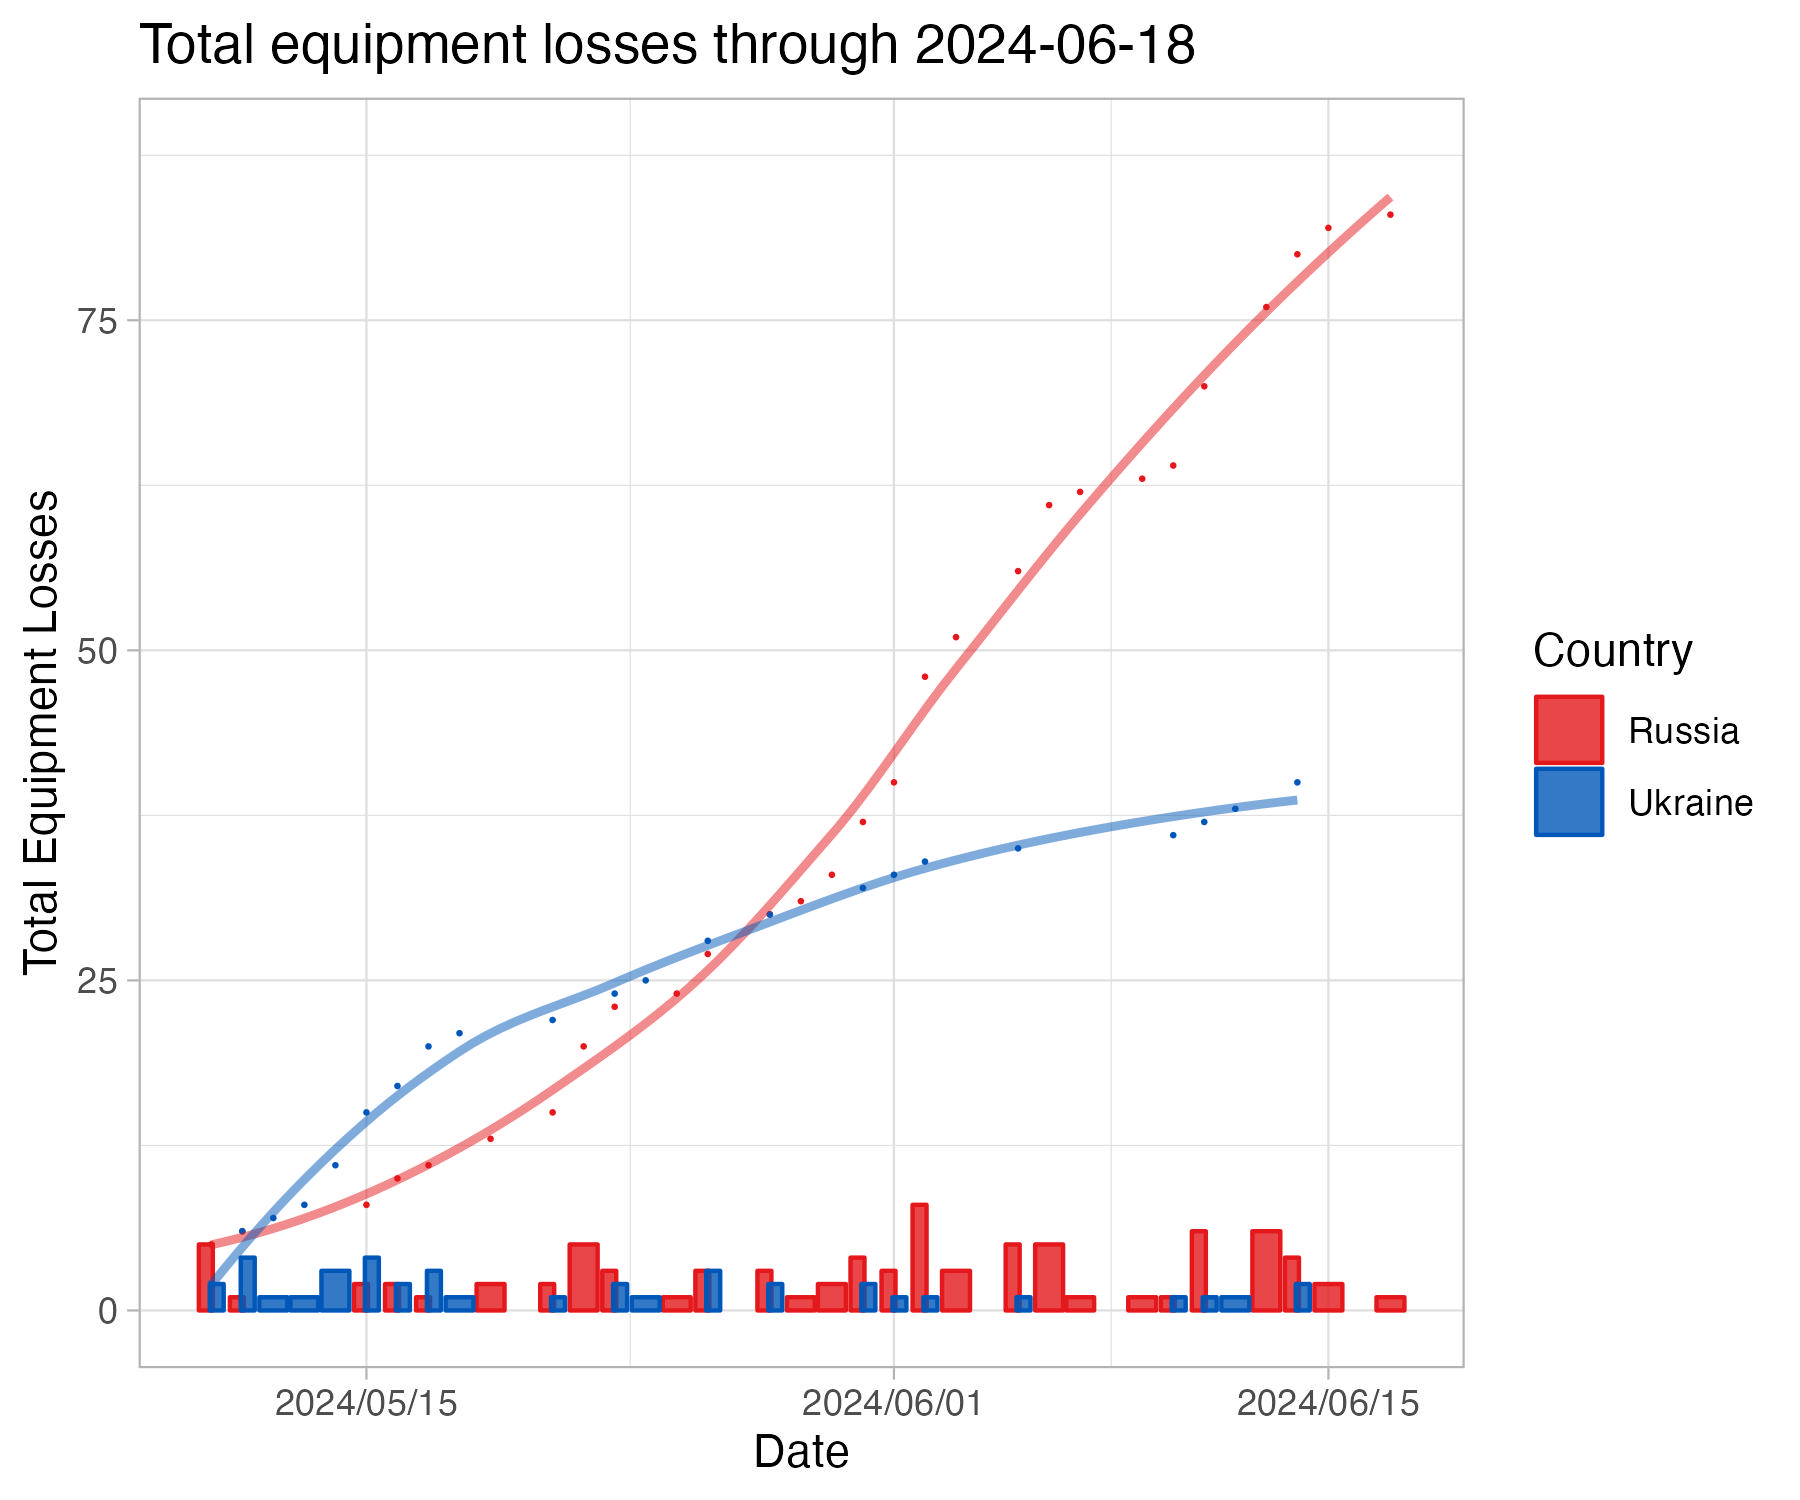 Total equipment losses through 2024-06-18
Total Equipment Losses
75
50
25
0
2024/05/15
2024/06/01
2024/06/15
Date
Country
Russia
Ukraine